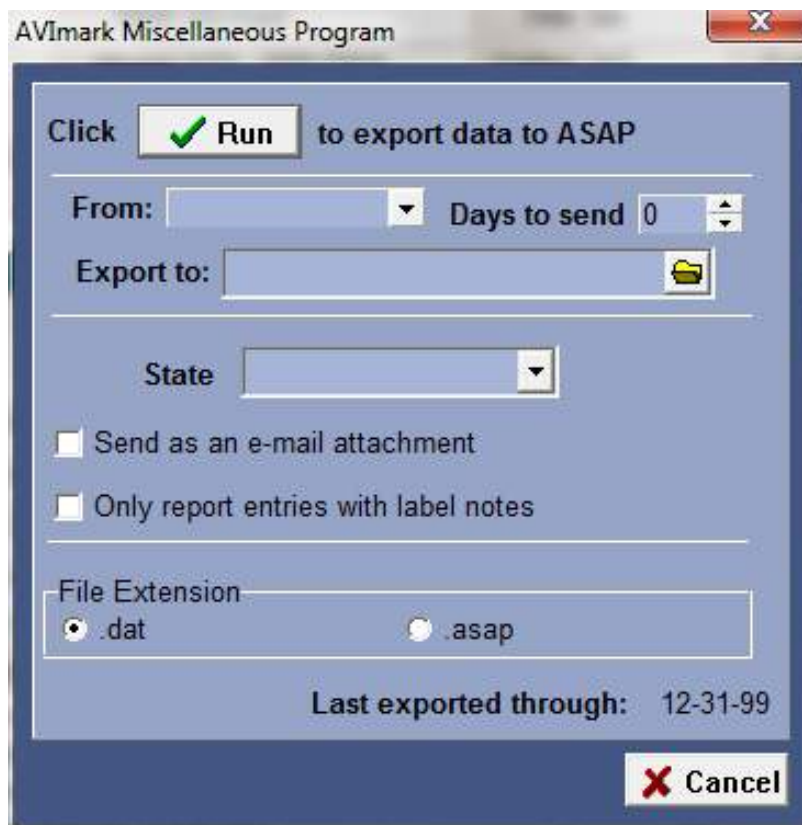 AVImark Miscellaneous Program
Click Run to export data to ASAP
From: Days to send 0
Export to:
State
Send as an e-mail attachment
Only report entries with label notes
File Extension
.dat .asap
Last exported through: 12-31-99
Cancel